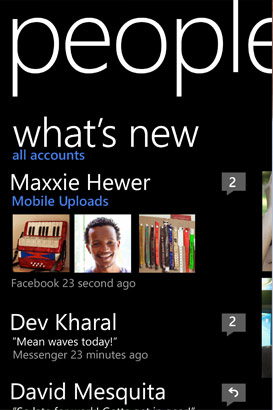 people
what's new
all accounts
Maxxie Hewer
2
Mobile Uploads
Facebook 23 second ago
Dev Kharal
2
"Mean waves today!"
Messenger 23 minutes ago
David Mesquita